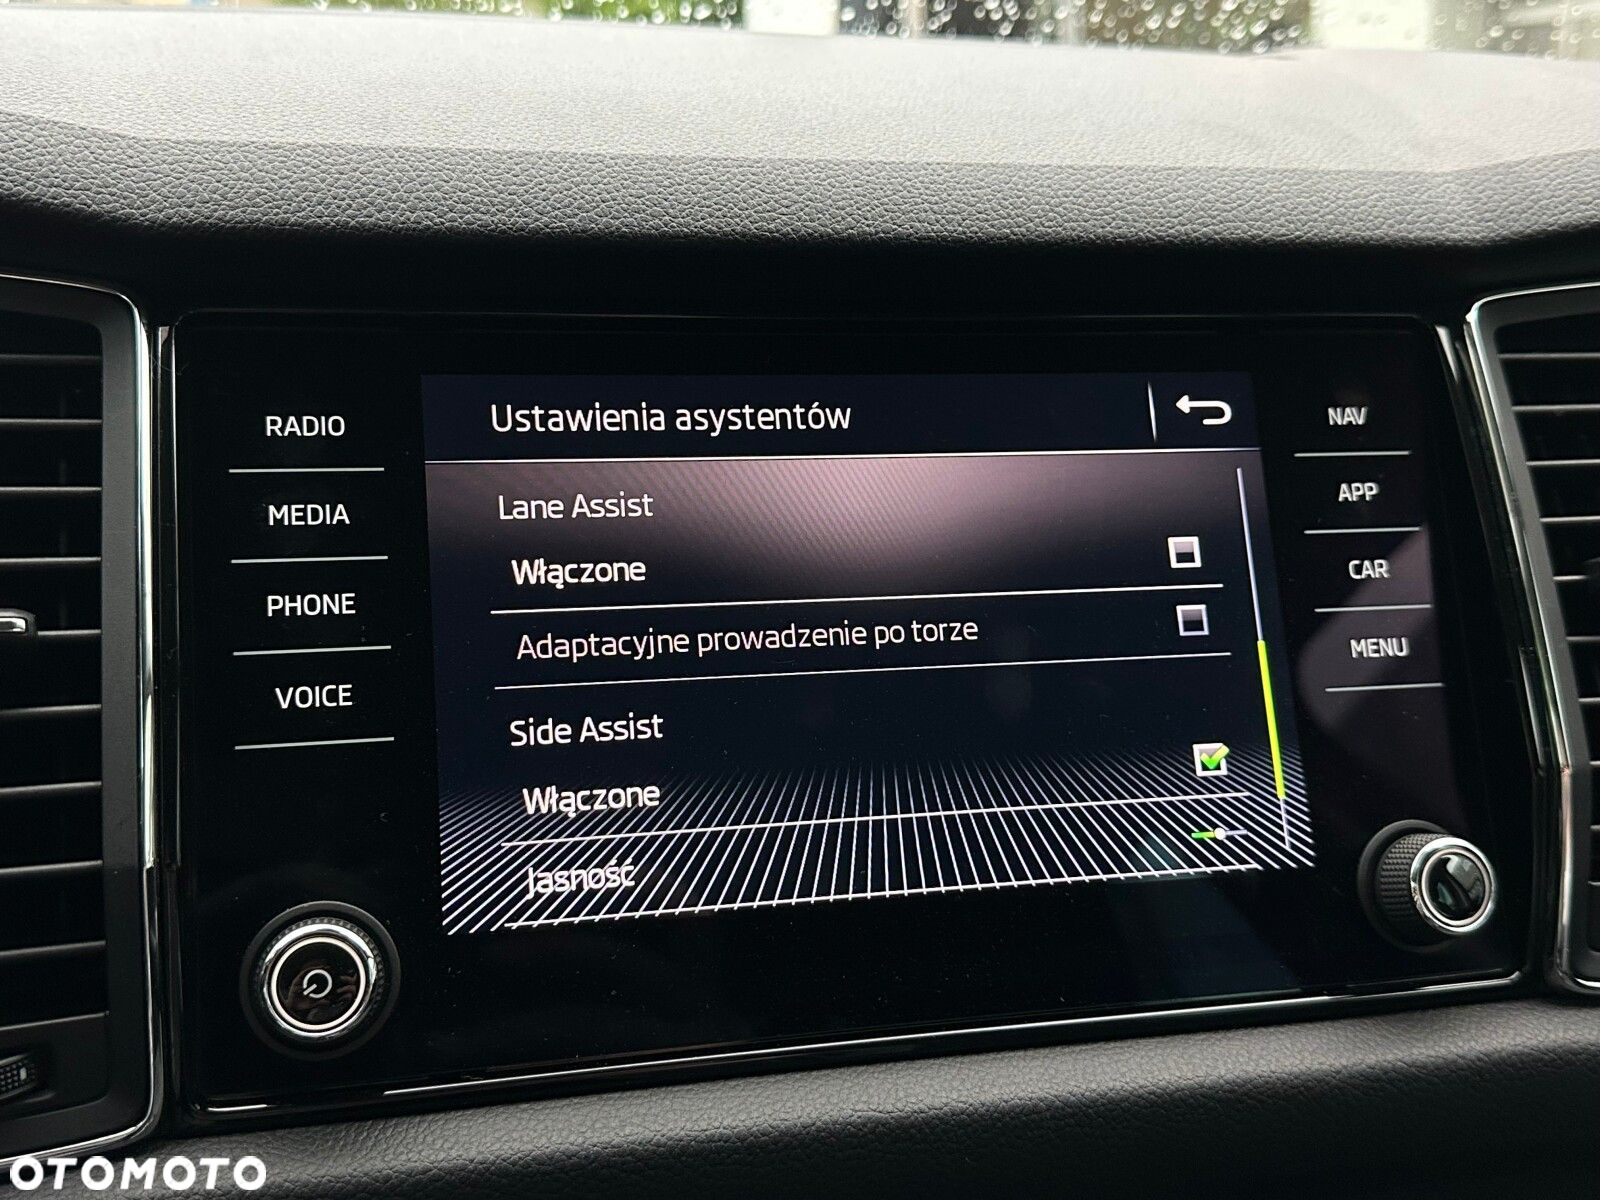 RADIO
MEDIA
PHONE
VOICE
Ustawienia asystentów
Lane Assist
Włączone
Adaptacyjne prowadzenie po torze
Side Assist
Włączone
Jasność
NAV
APP
CAR
MENU
OTOMOTO